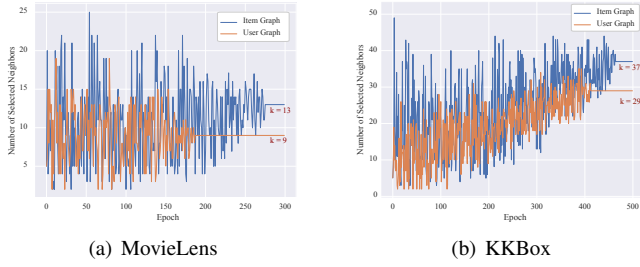 25
20
15
10
5
0
Number of Selected Neighbors
Item Graph
User Graph
k = 13
k = 9
0 50 100 150 200 250 300
Epoch
(a) MovieLens
50
40
30
20
10
0
Number of Selected Neighbors
Item Graph
User Graph
k = 37
k = 29
0 100 200 300 400 500
Epoch
(b) KKBox